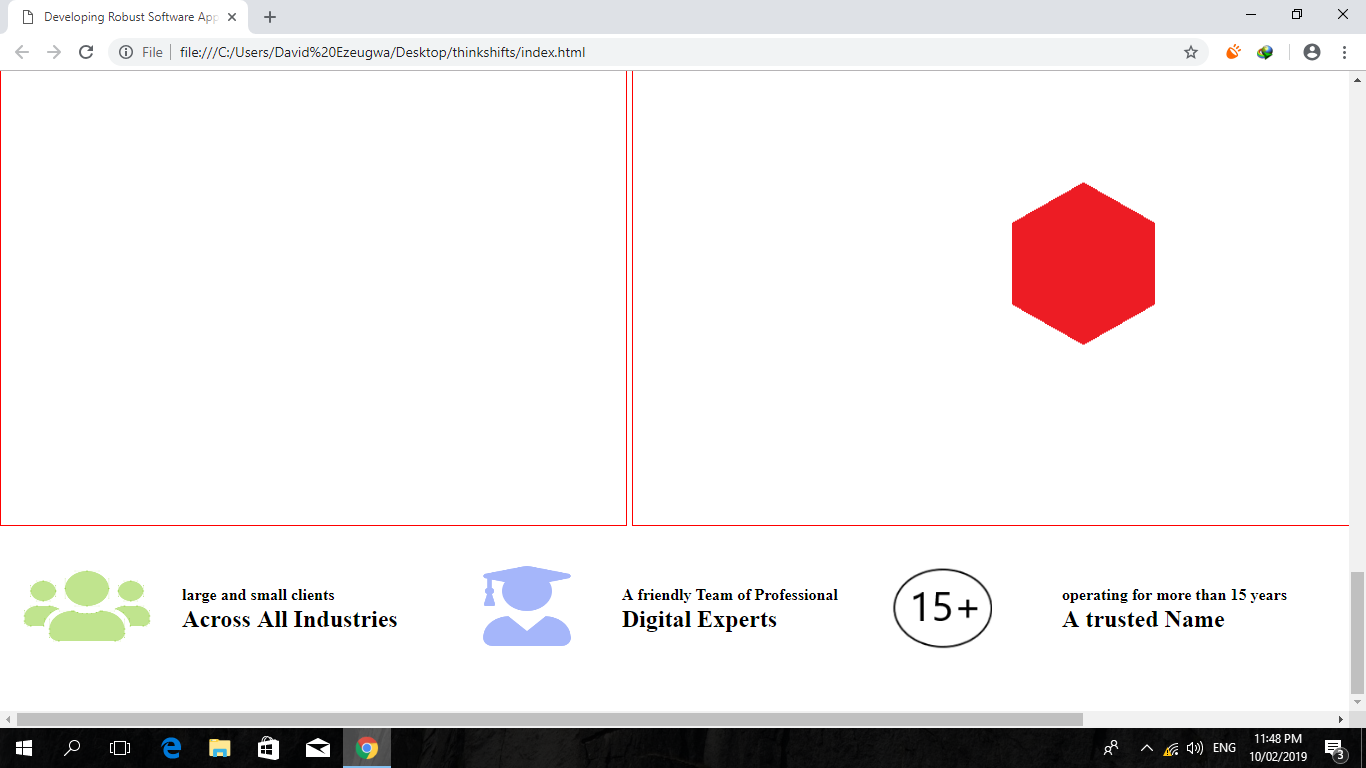 Developing Robust Software App
File
file:///C:/Users/David%20Ezeugwa/Desktop/thinkshifts/index.html
large and small clients
Across All Industries
A friendly Team of Professional
Digital Experts
15+
operating for more than 15 years
A trusted Name
ENG
11:48 PM
10/02/2019
3